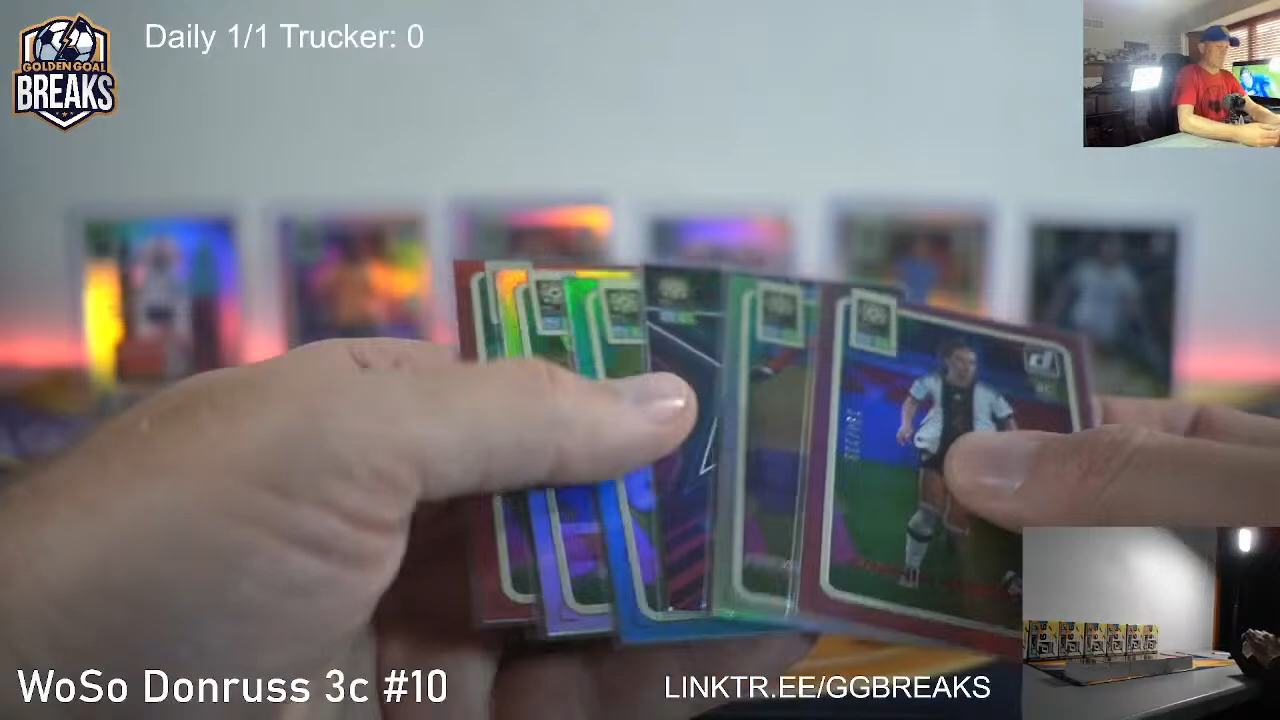 Daily 1/1 Trucker: 0
GOLDEN GOAL
BREAKS
WoSo Donruss 3c #10
LINKTR.EE/GGBREAKS